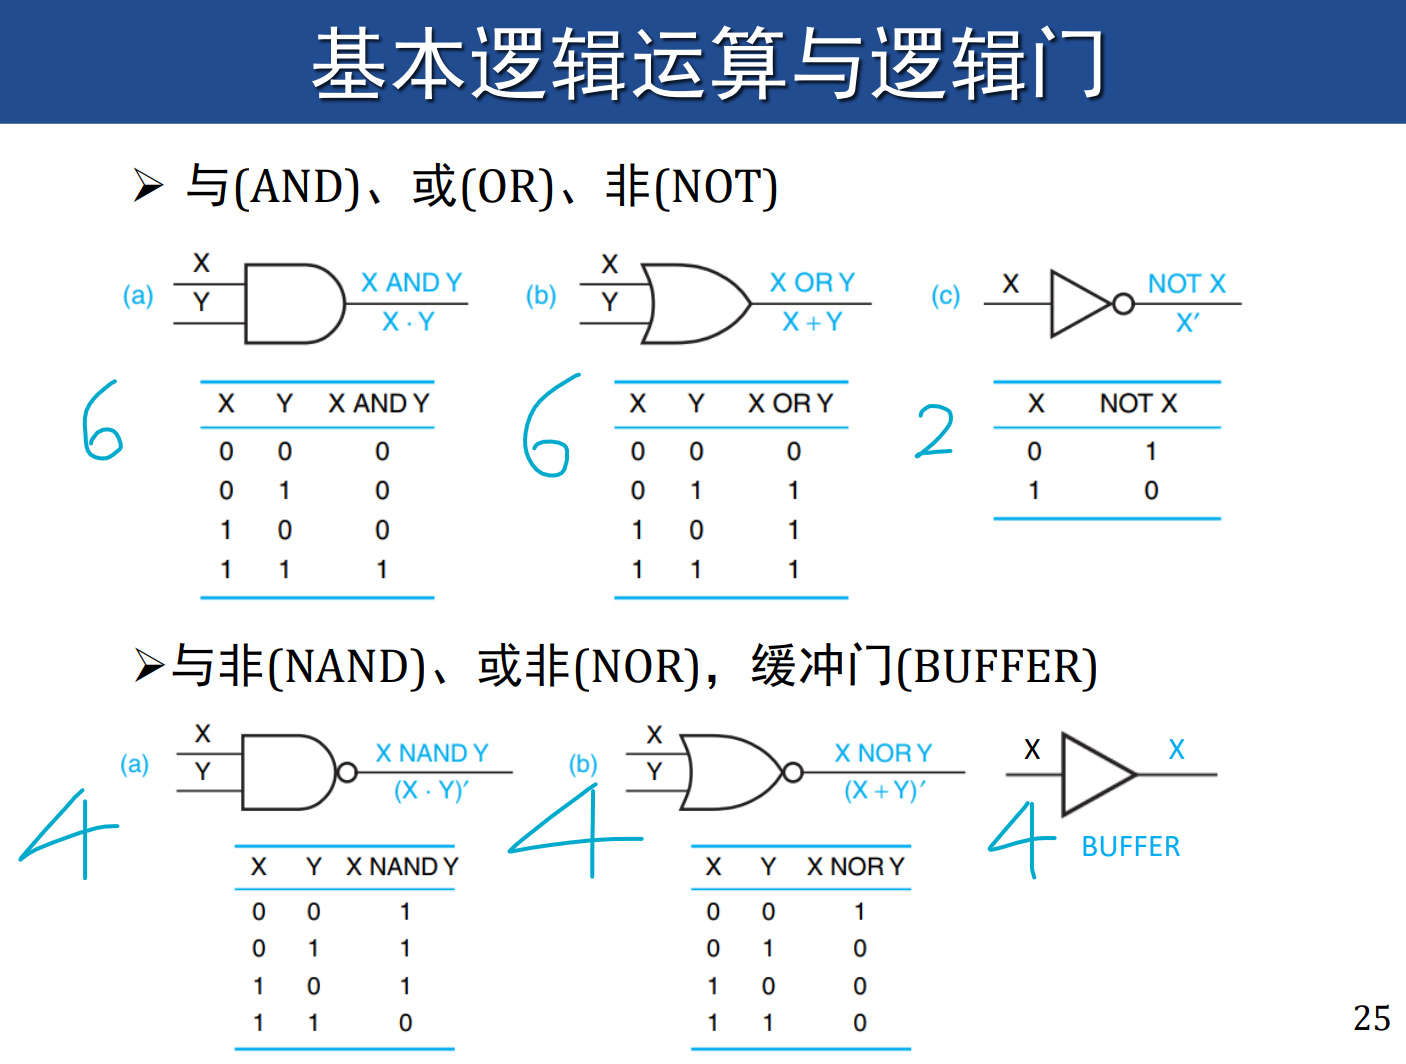 基本逻辑运算与逻辑门
➢ 与(AND)、或(OR)、非(NOT)
(a) X Y X AND Y X · Y
(b) X Y X OR Y X + Y
(c) X NOT X X′
6
X Y X AND Y
0 0 0
0 1 0
1 0 0
1 1 1
6
X Y X OR Y
0 0 0
0 1 1
1 0 1
1 1 1
2
X NOT X
0 1
1 0
➢与非(NAND)、或非(NOR)，缓冲门(BUFFER)
(a) X Y X NAND Y (X · Y)′
(b) X Y X NOR Y (X + Y)′
X X
BUFFER
4
X Y X NAND Y
0 0 1
0 1 1
1 0 1
1 1 0
4
X Y X NOR Y
0 0 1
0 1 0
1 0 0
1 1 0
4
25